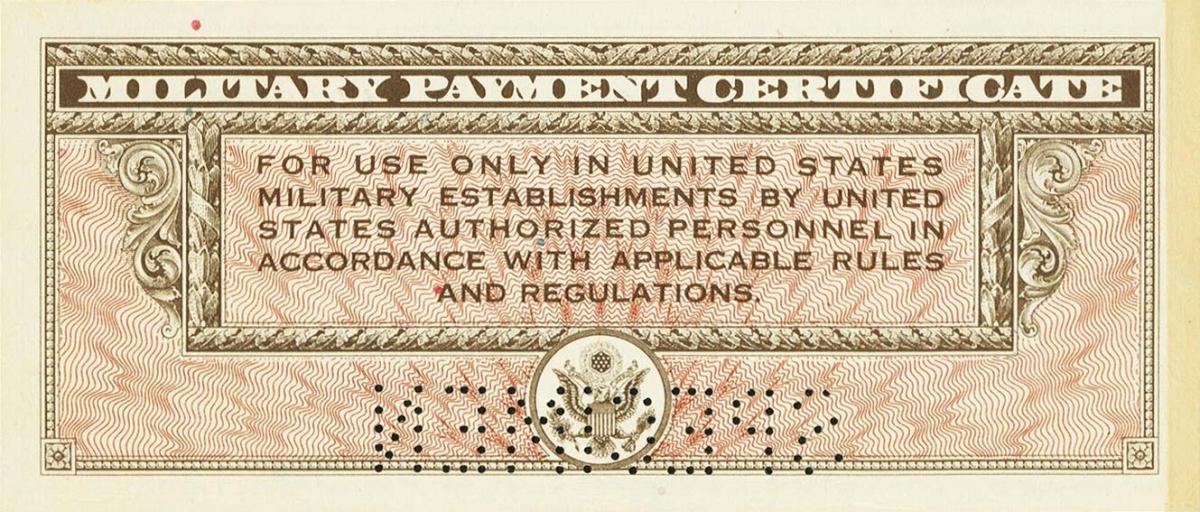 MILITARY PAYMENT CERTIFICATE
FOR USE ONLY IN UNITED STATES
MILITARY ESTABLISHMENTS BY UNITED
STATES AUTHORIZED PERSONNEL IN
ACCORDANCE WITH APPLICABLE RULES
AND REGULATIONS.
SPECIMEN